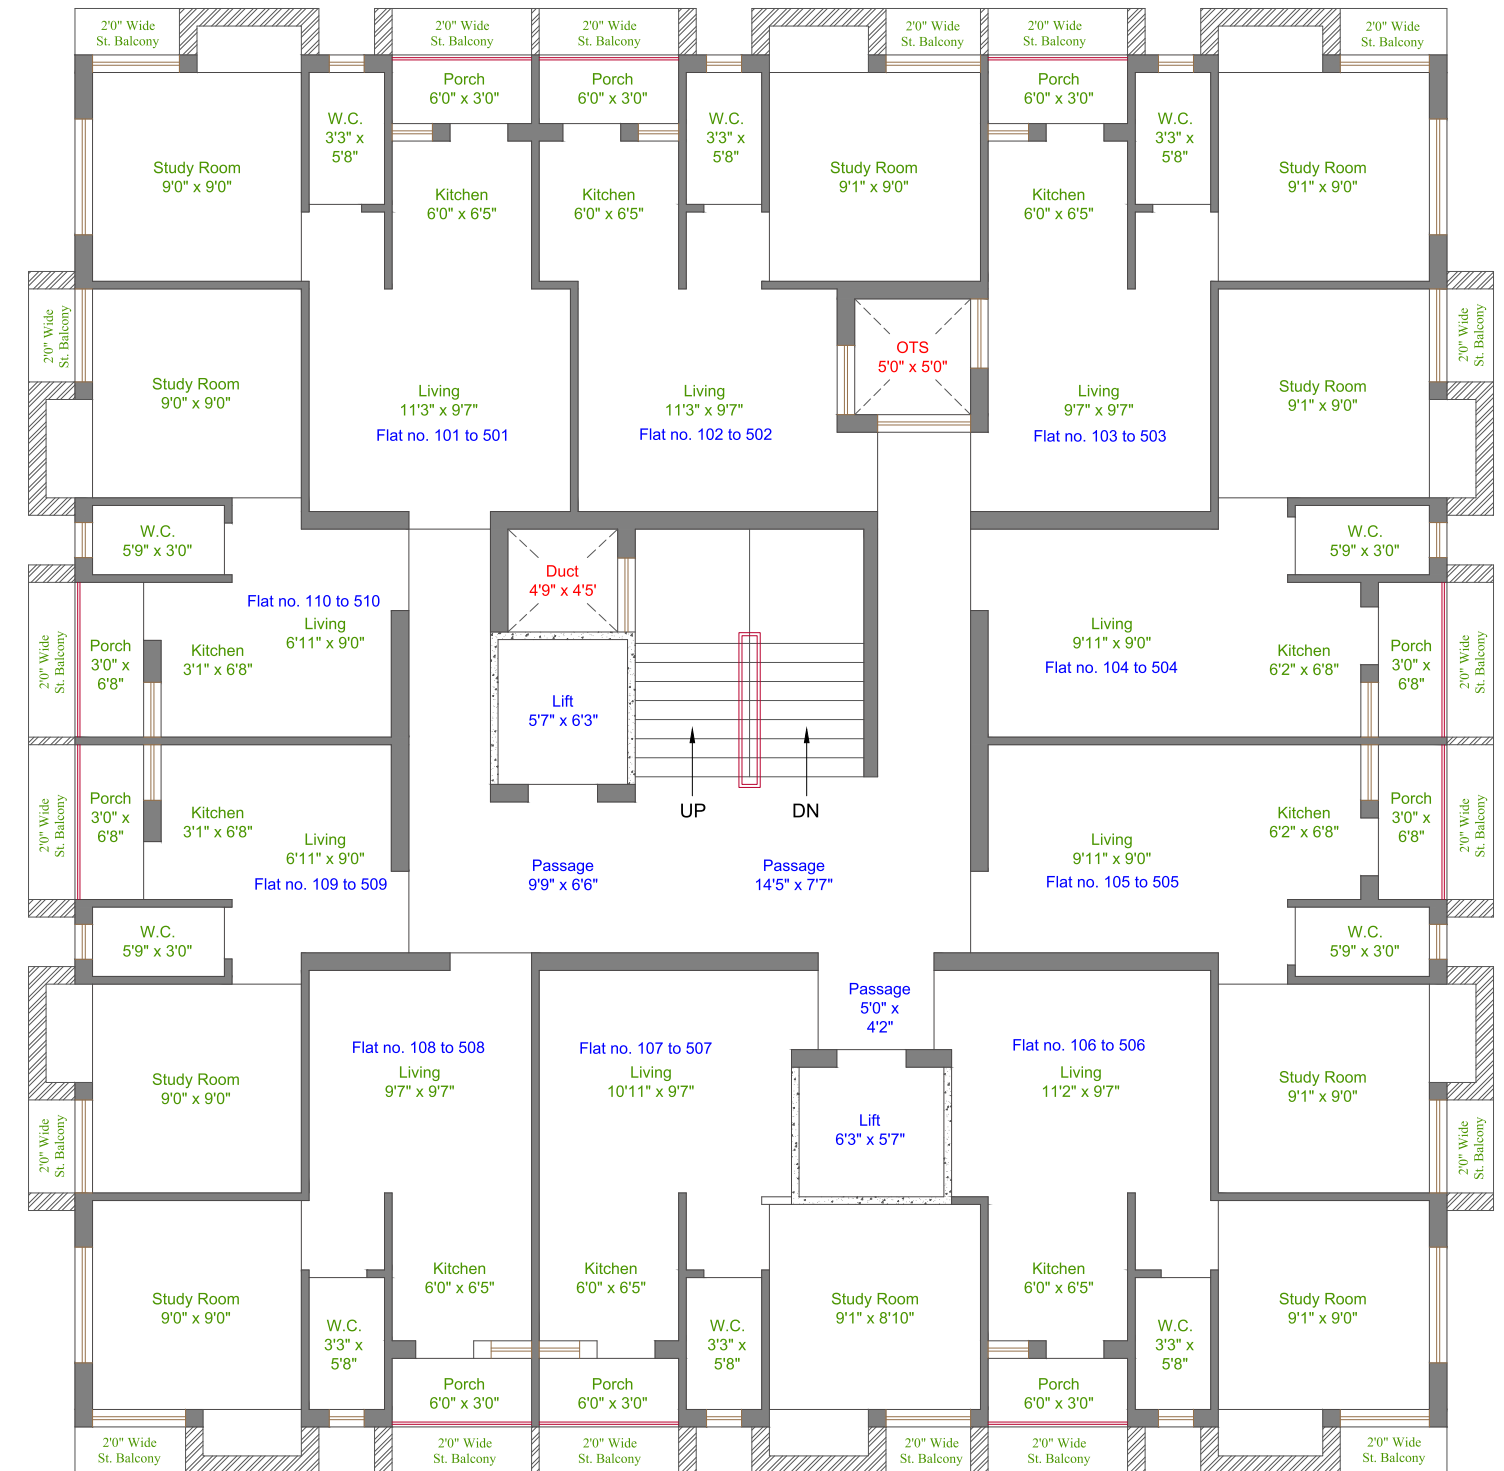 2'0" Wide
St. Balcony
2'0" Wide
St. Balcony
2'0" Wide
St. Balcony
2'0" Wide
St. Balcony
2'0" Wide
St. Balcony
2'0" Wide
St. Balcony
Porch
6'0" x 3'0"
Porch
6'0" x 3'0"
Porch
6'0" x 3'0"
W.C.
3'3" x
5'8"
W.C.
3'3" x
5'8"
W.C.
3'3" x
5'8"
Study Room
9'0" x 9'0"
Kitchen
6'0" x 6'5"
Kitchen
6'0" x 6'5"
Study Room
9'1" x 9'0"
Kitchen
6'0" x 6'5"
Study Room
9'1" x 9'0"
2'0" Wide
St. Balcony
Study Room
9'0" x 9'0"
Living
11'3" x 9'7"
Flat no. 101 to 501
Living
11'3" x 9'7"
Flat no. 102 to 502
OTS
5'0" x 5'0"
Living
9'7" x 9'7"
Flat no. 103 to 503
Study Room
9'1" x 9'0"
2'0" Wide
St. Balcony
W.C.
5'9" x 3'0"
W.C.
5'9" x 3'0"
Duct
4'9" x 4'5'
Flat no. 110 to 510
Living
6'11" x 9'0"
Living
9'11" x 9'0"
Flat no. 104 to 504
2'0" Wide
St. Balcony
Porch
3'0" x
6'8"
Kitchen
3'1" x 6'8"
Kitchen
6'2" x 6'8"
Porch
3'0" x
6'8"
2'0" Wide
St. Balcony
Lift
5'7" x 6'3"
UP
DN
2'0" Wide
St. Balcony
Porch
3'0" x
6'8"
Kitchen
3'1" x 6'8"
Living
6'11" x 9'0"
Flat no. 109 to 509
Passage
9'9" x 6'6"
Passage
14'5" x 7'7"
Living
9'11" x 9'0"
Flat no. 105 to 505
Kitchen
6'2" x 6'8"
Porch
3'0" x
6'8"
2'0" Wide
St. Balcony
W.C.
5'9" x 3'0"
W.C.
5'9" x 3'0"
Passage
5'0" x
4'2"
Flat no. 108 to 508
Living
9'7" x 9'7"
Flat no. 107 to 507
Living
10'11" x 9'7"
Flat no. 106 to 506
Living
11'2" x 9'7"
Study Room
9'0" x 9'0"
Study Room
9'1" x 9'0"
Lift
6'3" x 5'7"
2'0" Wide
St. Balcony
2'0" Wide
St. Balcony
Study Room
9'0" x 9'0"
Kitchen
6'0" x 6'5"
Kitchen
6'0" x 6'5"
Study Room
9'1" x 8'10"
Kitchen
6'0" x 6'5"
Study Room
9'1" x 9'0"
W.C.
3'3" x
5'8"
W.C.
3'3" x
5'8"
W.C.
3'3" x
5'8"
Porch
6'0" x 3'0"
Porch
6'0" x 3'0"
Porch
6'0" x 3'0"
2'0" Wide
St. Balcony
2'0" Wide
St. Balcony
2'0" Wide
St. Balcony
2'0" Wide
St. Balcony
2'0" Wide
St. Balcony
2'0" Wide
St. Balcony